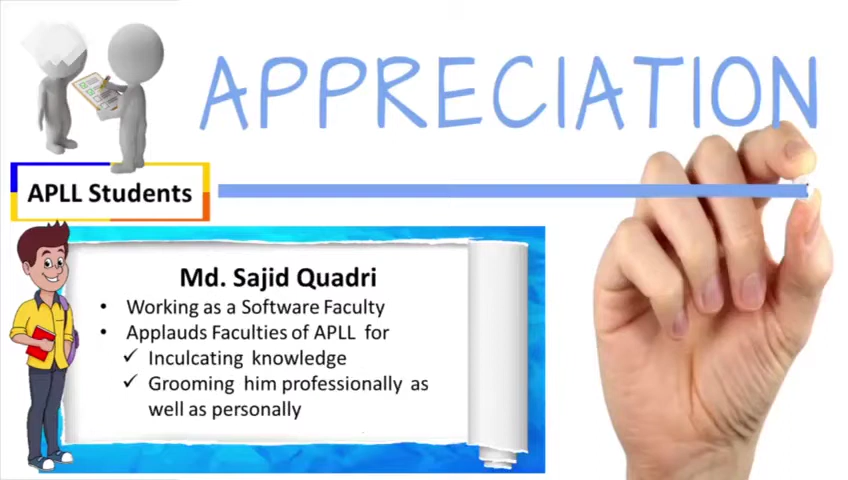 APPRECIATION
APLL Students
Md. Sajid Quadri
• Working as a Software Faculty
• Applauds Faculties of APLL for
✓ Inculcating knowledge
✓ Grooming him professionally as
well as personally